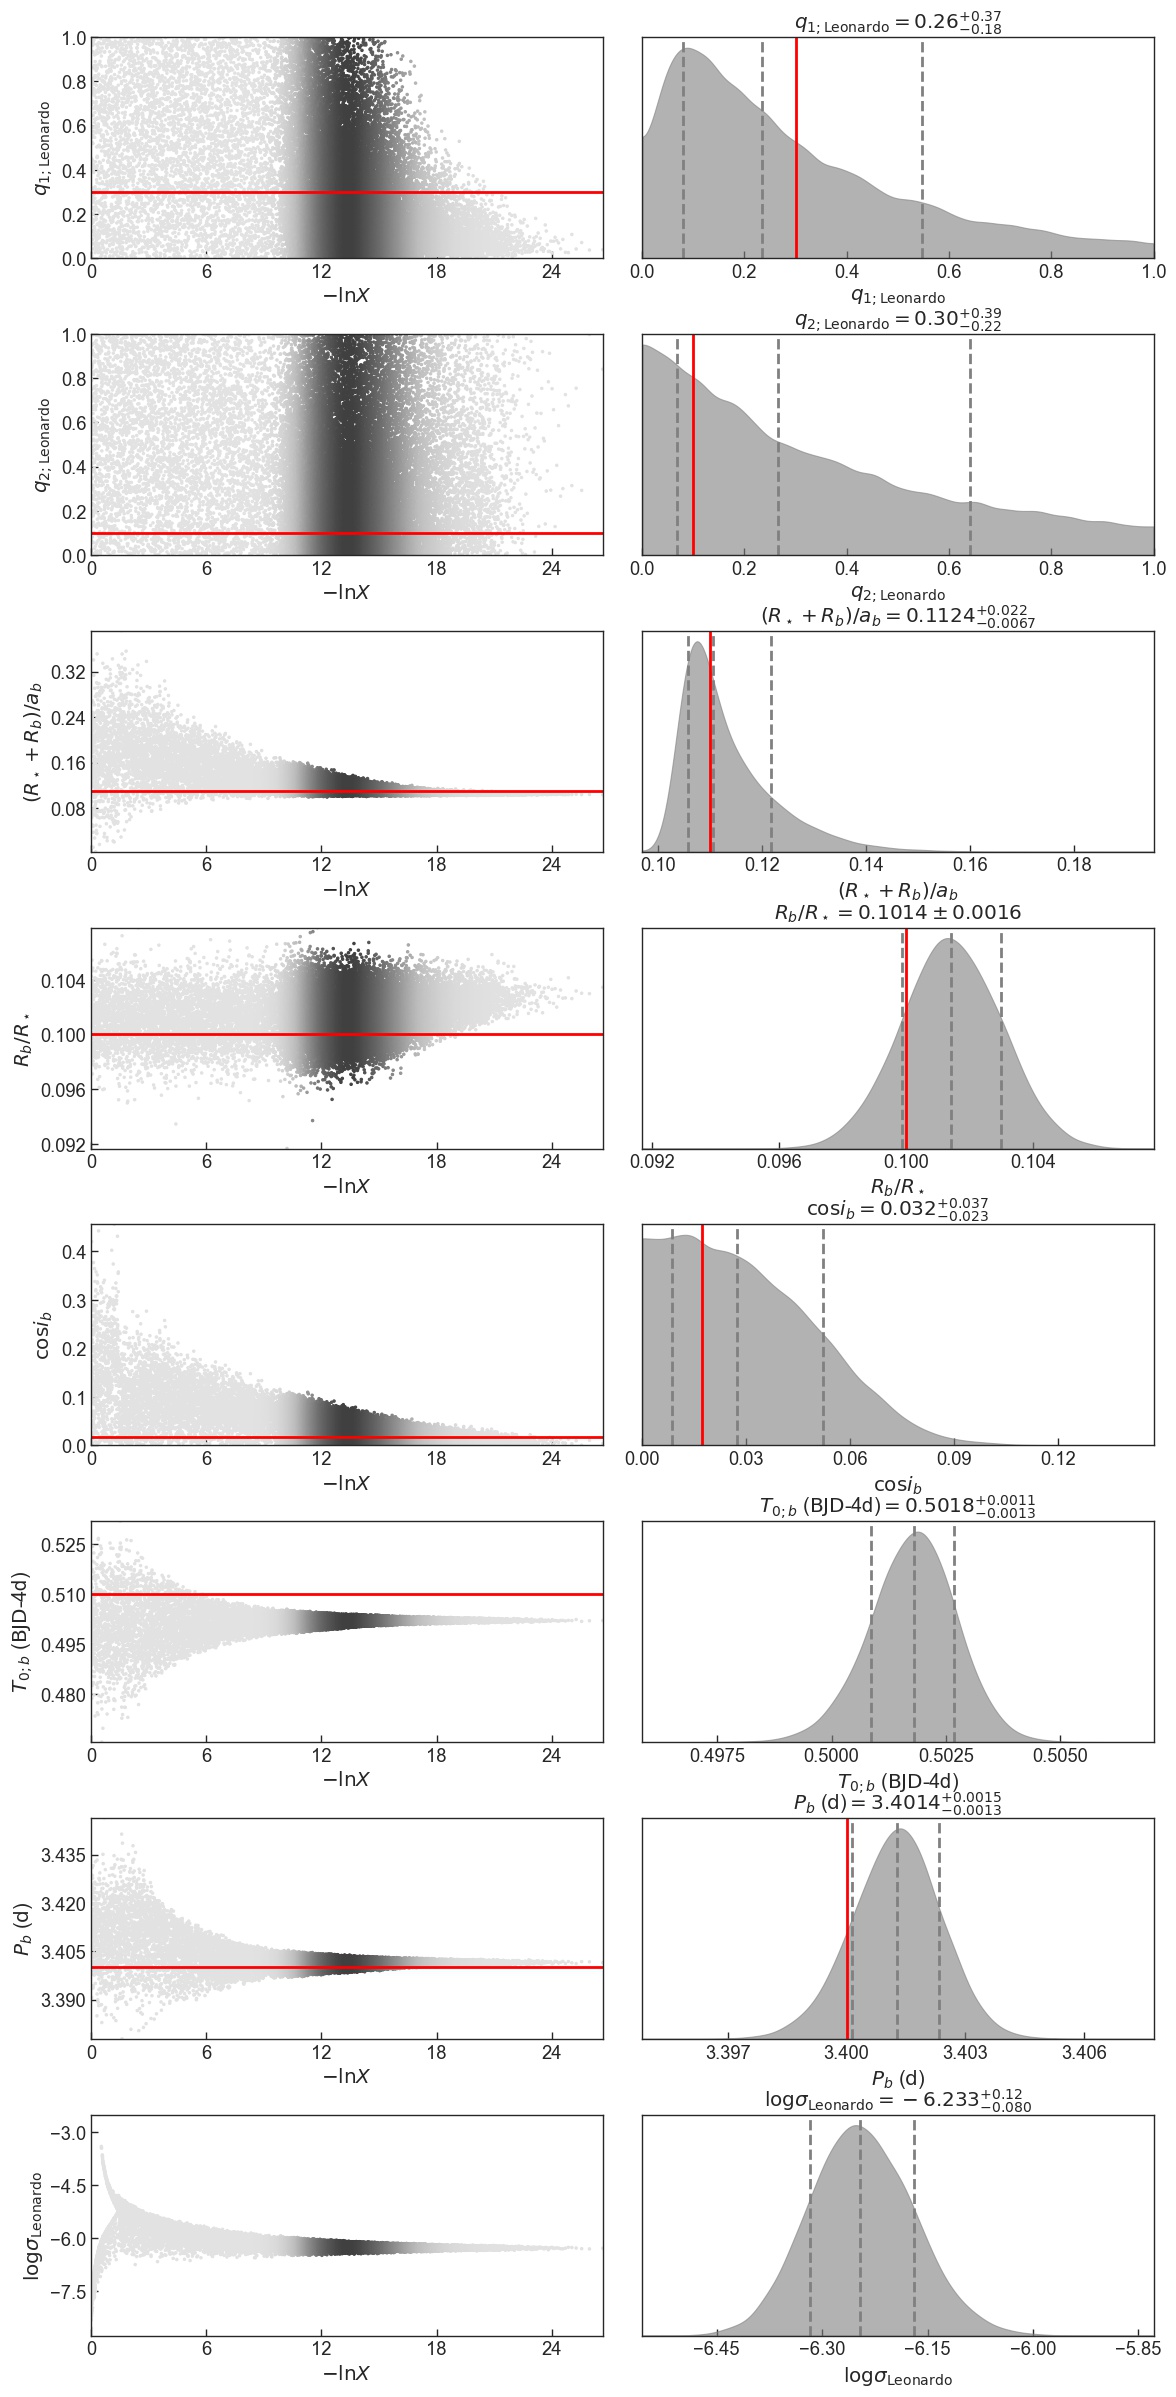 q1; Leonardo = 0.26 +0.37 −0.18
1.0
0.8
0.6
0.4
0.2
0.0
q1; Leonardo
0 6 12 18 24
−lnX
0.0 0.2 0.4 0.6 0.8 1.0
q1; Leonardo
q2; Leonardo = 0.30 +0.39 −0.22
1.0
0.8
0.6
0.4
0.2
0.0
q2; Leonardo
0 6 12 18 24
−lnX
0.0 0.2 0.4 0.6 0.8 1.0
q2; Leonardo
(R⋆ + Rb)/ab = 0.1124 +0.022 −0.0067
0.32
0.24
0.16
0.08
(R⋆ + Rb)/ab
0 6 12 18 24
−lnX
0.10 0.12 0.14 0.16 0.18
(R⋆ + Rb)/ab
Rb/R⋆ = 0.1014 ± 0.0016
0.104
0.100
0.096
0.092
Rb/R⋆
0 6 12 18 24
−lnX
0.092 0.096 0.100 0.104
Rb/R⋆
cosib = 0.032 +0.037 −0.023
0.4
0.3
0.2
0.1
0.0
cosib
0 6 12 18 24
−lnX
0.00 0.03 0.06 0.09 0.12
cosib
T0;b (BJD-4d) = 0.5018 +0.0011 −0.0013
0.525
0.510
0.495
0.480
T0;b (BJD-4d)
0 6 12 18 24
−lnX
0.4975 0.5000 0.5025 0.5050
T0;b (BJD-4d)
Pb (d) = 3.4014 +0.0015 −0.0013
3.435
3.420
3.405
3.390
Pb (d)
0 6 12 18 24
−lnX
3.397 3.400 3.403 3.406
Pb (d)
logσLeonardo = −6.233 +0.12 −0.080
−3.0
−4.5
−6.0
−7.5
logσLeonardo
0 6 12 18 24
−lnX
−6.45 −6.30 −6.15 −6.00 −5.85
logσLeonardo